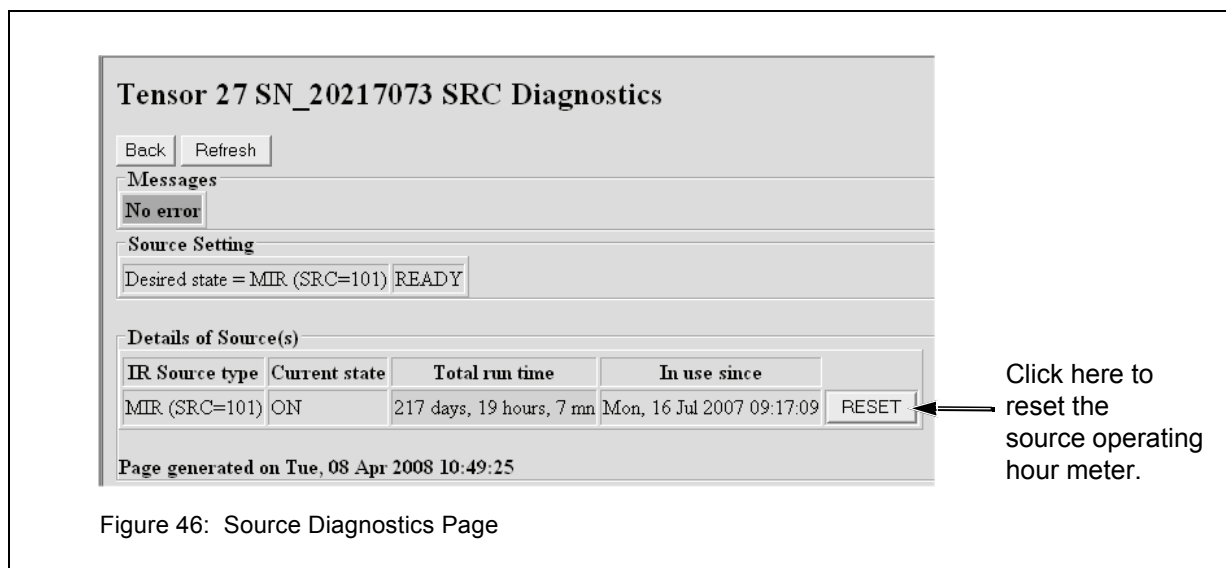 Tensor 27 SN_20217073 SRC Diagnostics
Back Refresh
Messages
No error
Source Setting
Desired state = MIR (SRC=101) READY
Details of Source(s)
IR Source type Current state Total run time In use since
MIR (SRC=101) ON 217 days, 19 hours, 7 mn Mon, 16 Jul 2007 09:17:09 RESET
Page generated on Tue, 08 Apr 2008 10:49:25
Click here to
reset the
source operating
hour meter.
Figure 46: Source Diagnostics Page